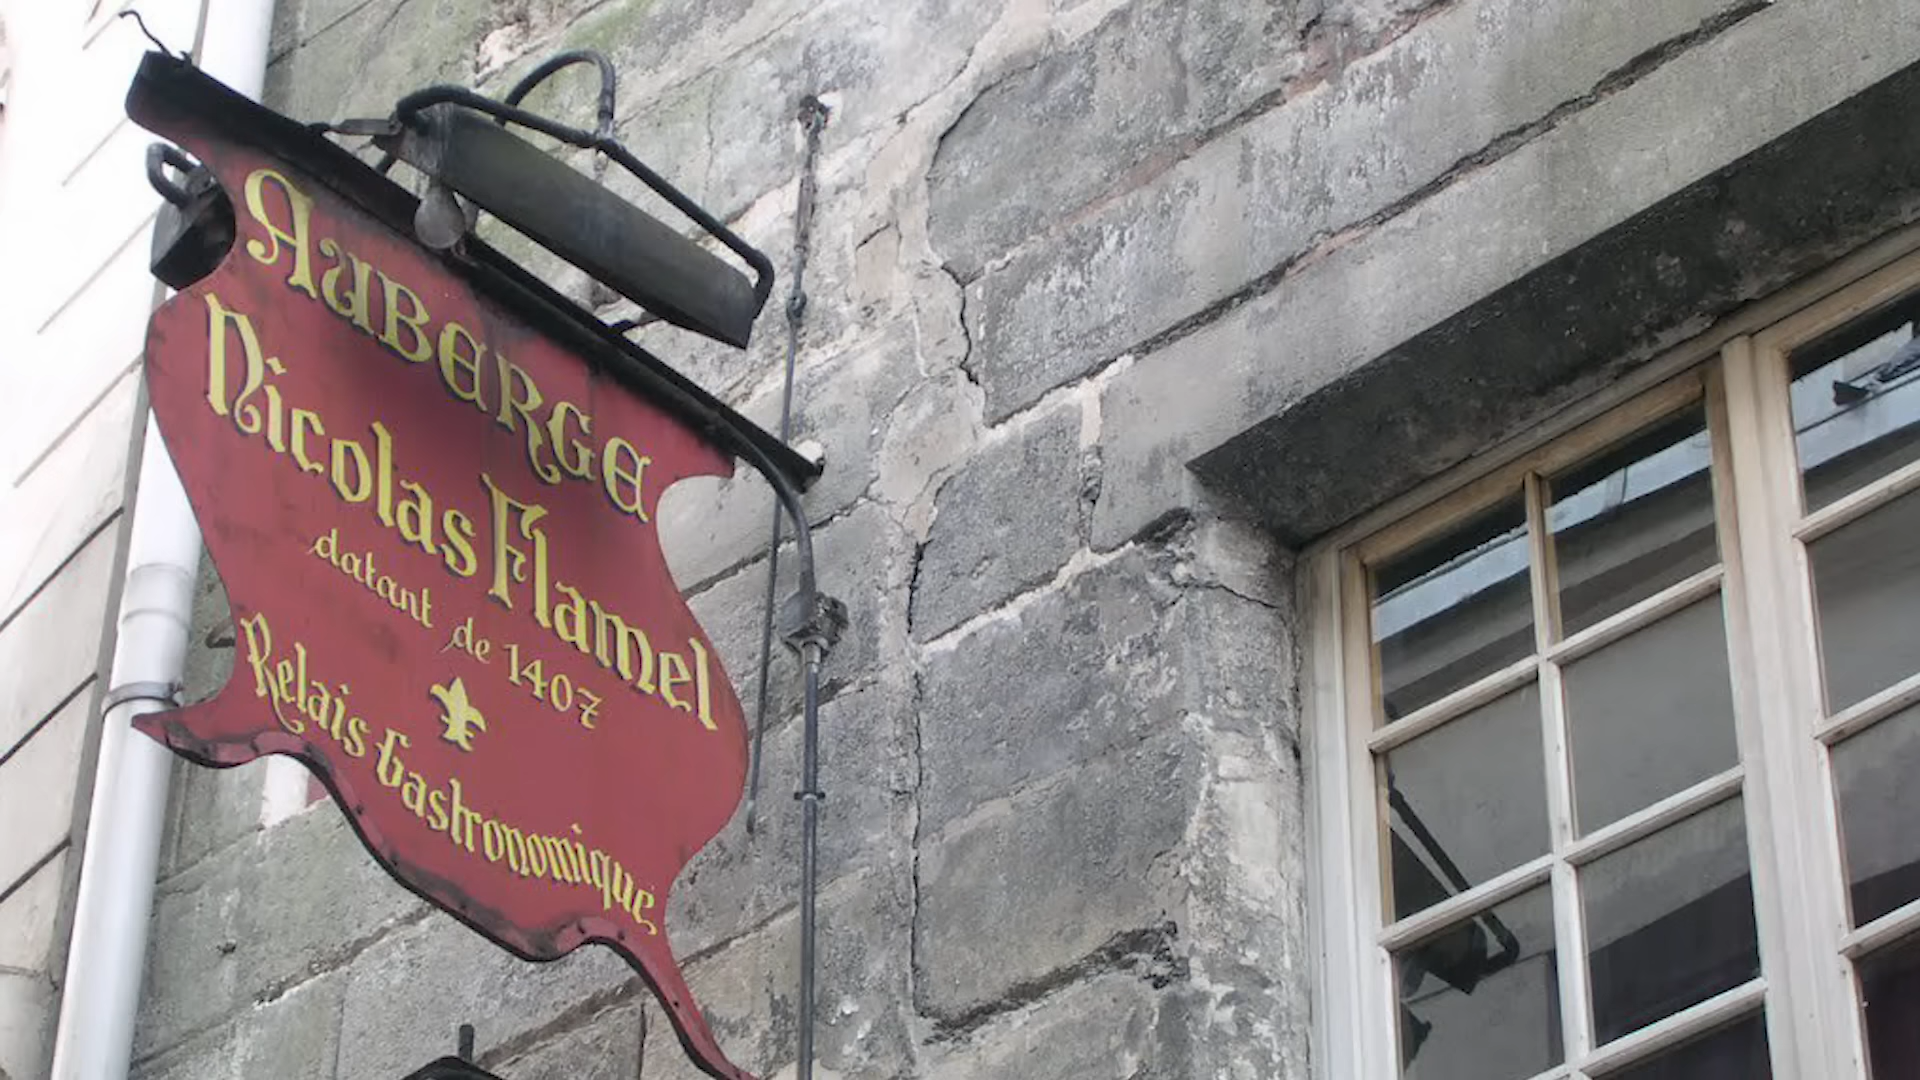 AUBERGE
Nicolas Flamel
datant de 1407
Relais Gastronomique